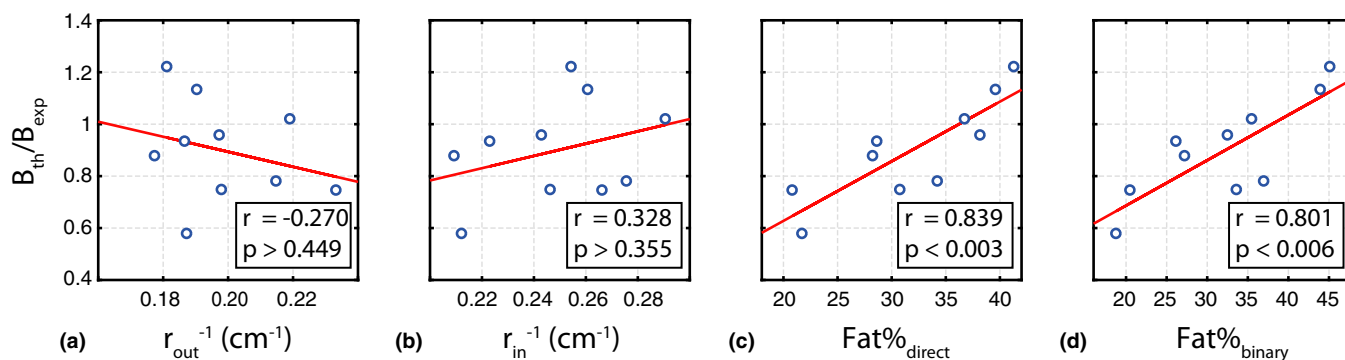 B_th/B_exp
1.4
1.2
1
0.8
0.6
0.4
r = -0.270
p > 0.449
0.18 0.20 0.22
(a) r_out^-1 (cm^-1)
r = 0.328
p > 0.355
0.22 0.24 0.26 0.28
(b) r_in^-1 (cm^-1)
r = 0.839
p < 0.003
20 25 30 35 40
(c) Fat%_direct
r = 0.801
p < 0.006
20 25 30 35 40 45
(d) Fat%_binary